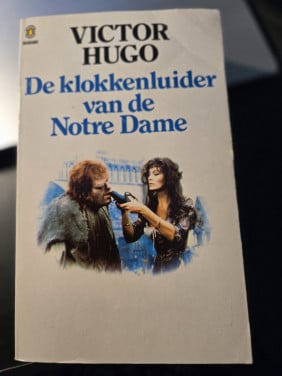 VICTOR
HUGO
De klokkenluider
van de
Notre Dame